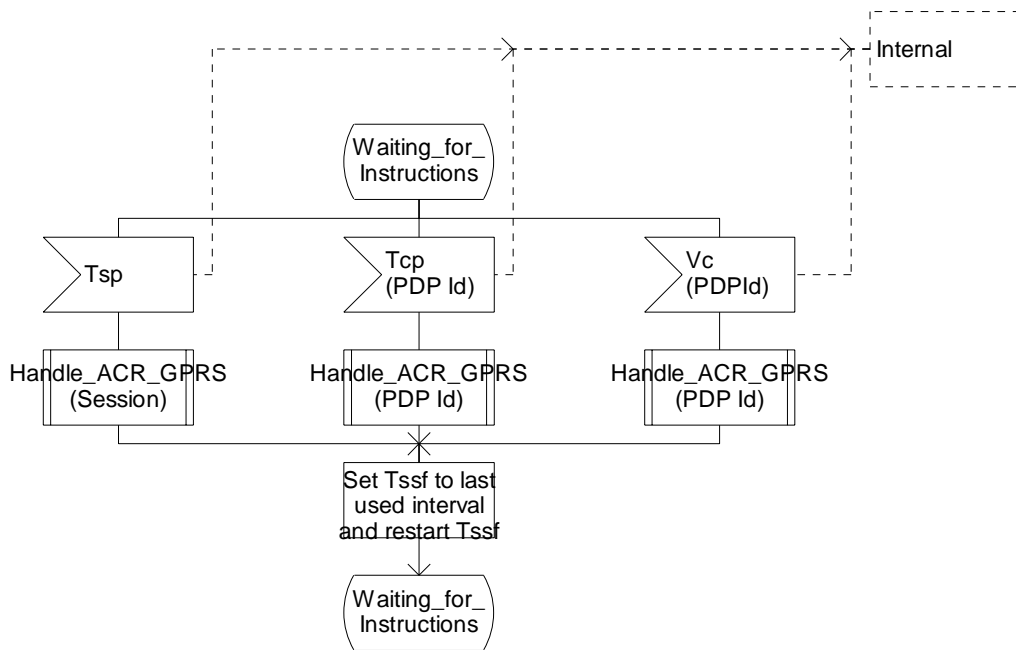 Internal
Waiting_for_
Instructions
Tsp
Tcp
(PDP Id)
Vc
(PDPId)
Handle_ACR_GPRS
(Session)
Handle_ACR_GPRS
(PDP Id)
Handle_ACR_GPRS
(PDP Id)
Set Tssf to last
used interval
and restart Tssf
Waiting_for_
Instructions